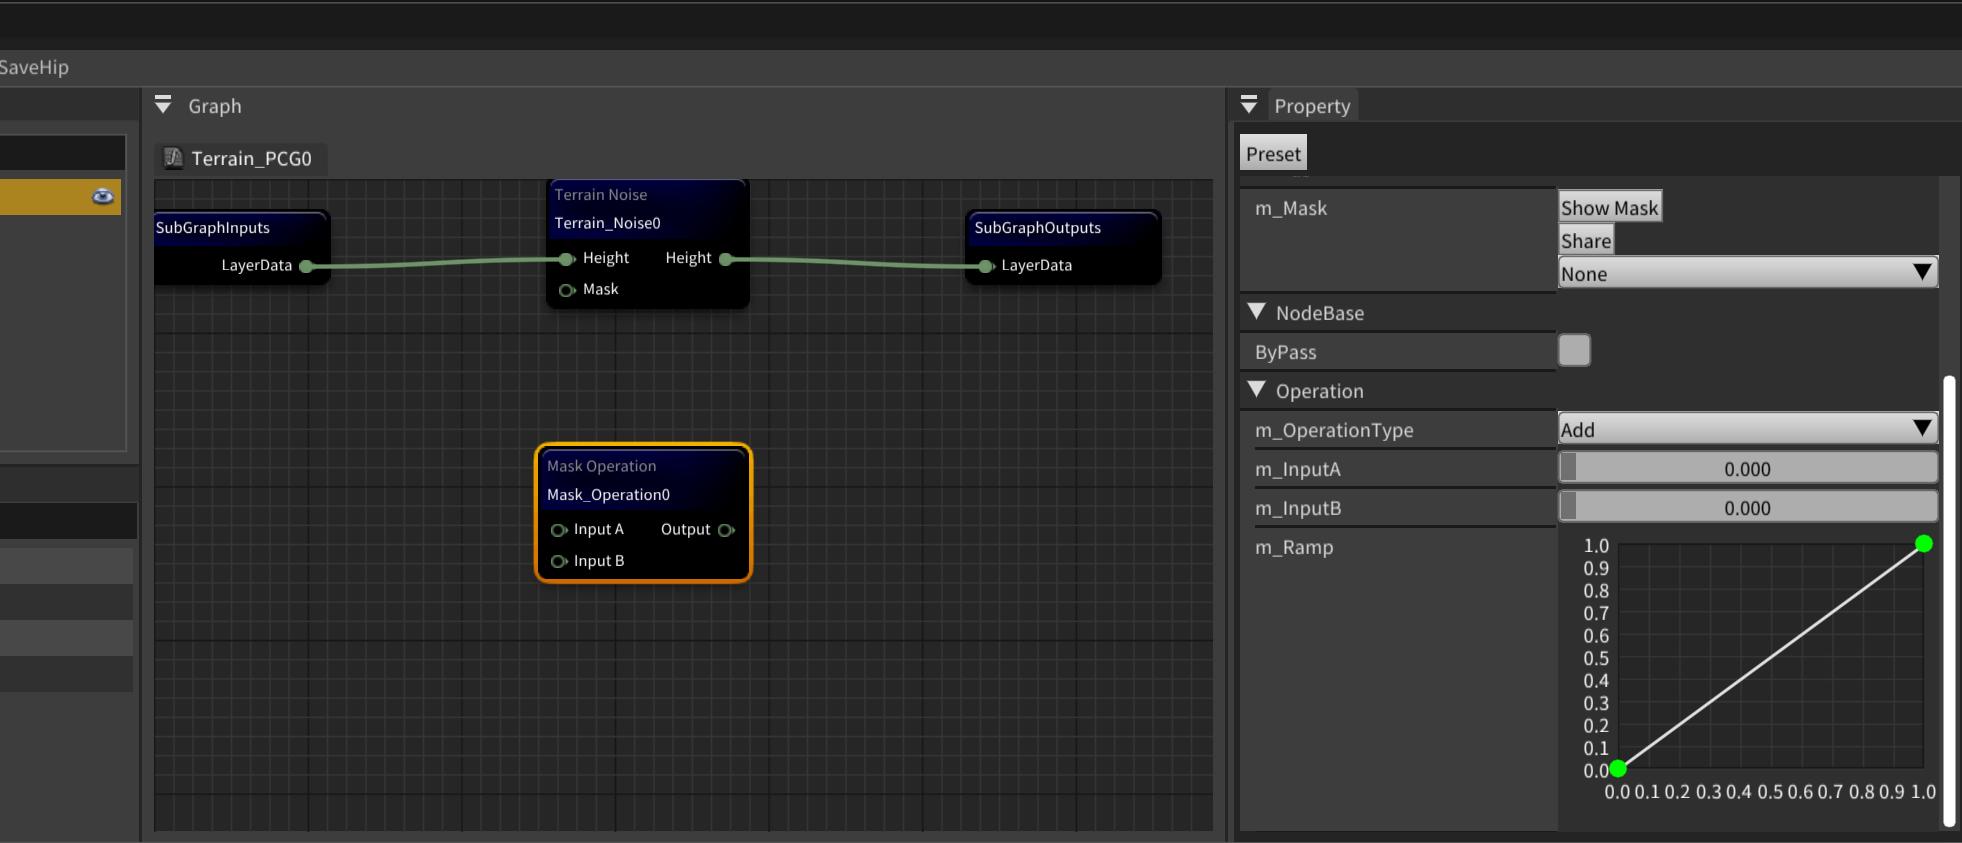 SaveHip
Graph
Terrain_PCG0
SubGraphInputs
LayerData
Terrain Noise
Terrain_Noise0
Height Height
Mask
SubGraphOutputs
LayerData
Mask Operation
Mask_Operation0
Input A Output
Input B
Property
Preset
m_Mask Show Mask
Share
None
NodeBase
ByPass
Operation
m_OperationType Add
m_InputA 0.000
m_InputB 0.000
m_Ramp
1.0
0.9
0.8
0.7
0.6
0.5
0.4
0.3
0.2
0.1
0.0
0.0 0.1 0.2 0.3 0.4 0.5 0.6 0.7 0.8 0.9 1.0